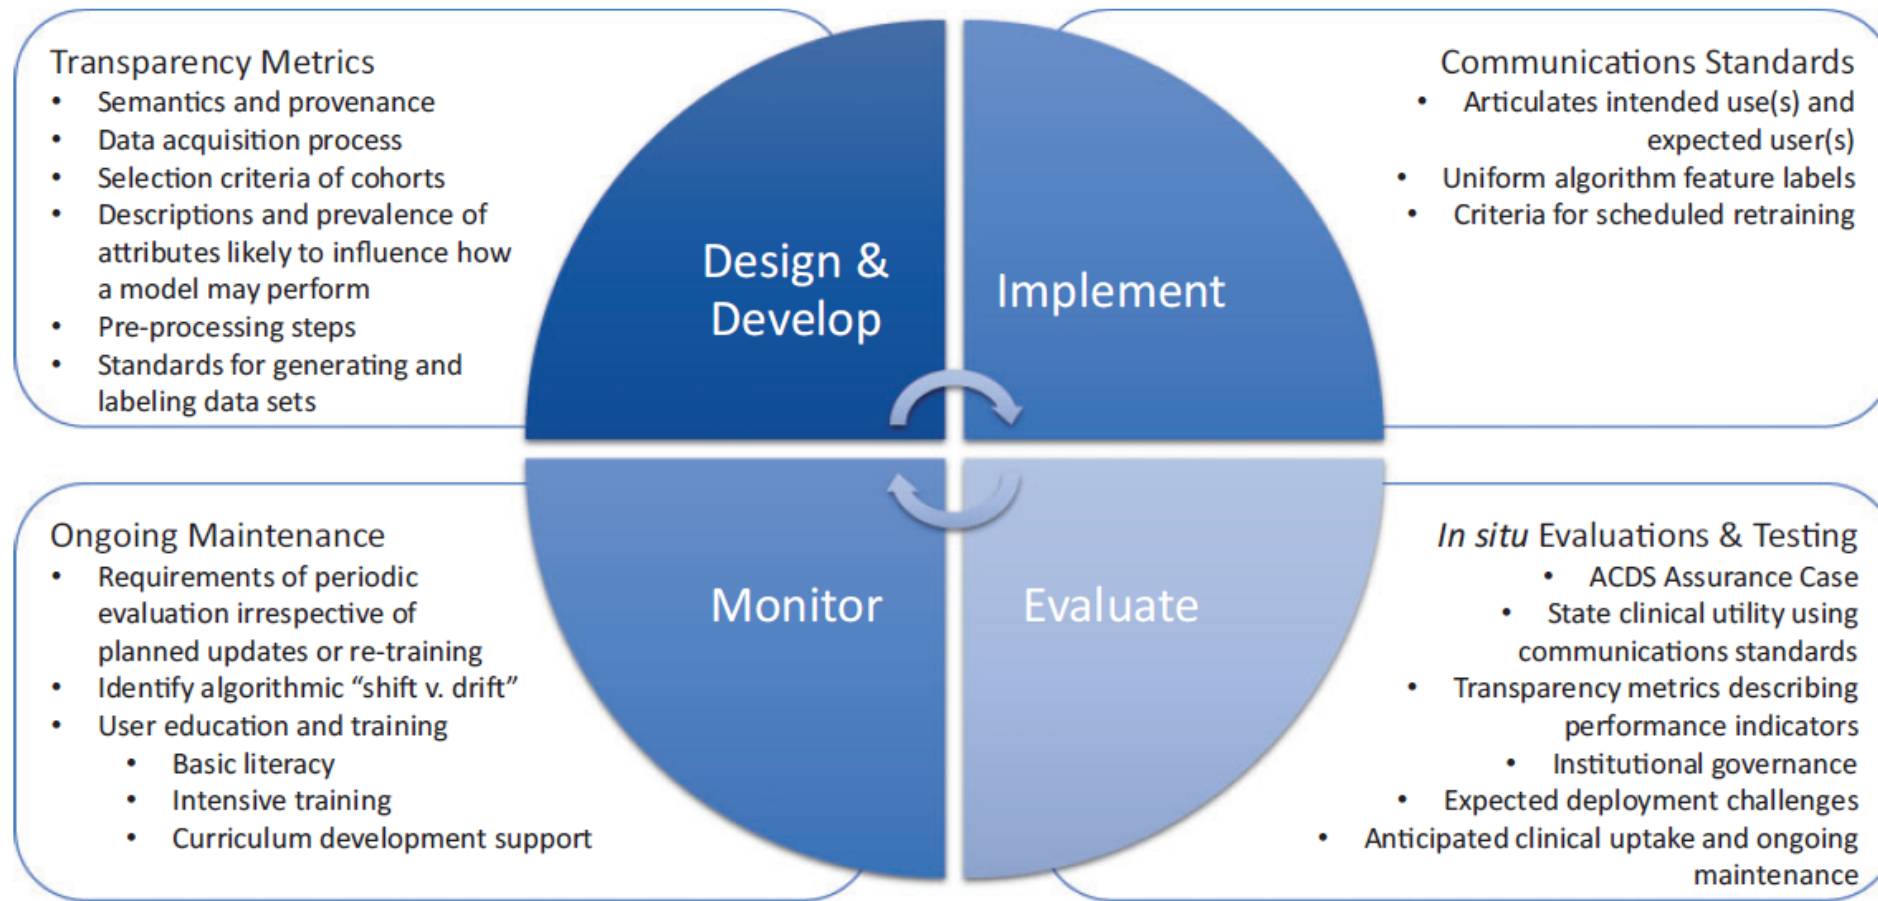 Transparency Metrics
• Semantics and provenance
• Data acquisition process
• Selection criteria of cohorts
• Descriptions and prevalence of
attributes likely to influence how
a model may perform
• Pre-processing steps
• Standards for generating and
labeling data sets
Design &
Develop
Implement
Communications Standards
• Articulates intended use(s) and
expected user(s)
• Uniform algorithm feature labels
• Criteria for scheduled retraining
Ongoing Maintenance
• Requirements of periodic
evaluation irrespective of
planned updates or re-training
• Identify algorithmic “shift v. drift”
• User education and training
• Basic literacy
• Intensive training
• Curriculum development support
Monitor
Evaluate
In situ Evaluations & Testing
• ACDS Assurance Case
• State clinical utility using
communications standards
• Transparency metrics describing
performance indicators
• Institutional governance
• Expected deployment challenges
• Anticipated clinical uptake and ongoing
maintenance